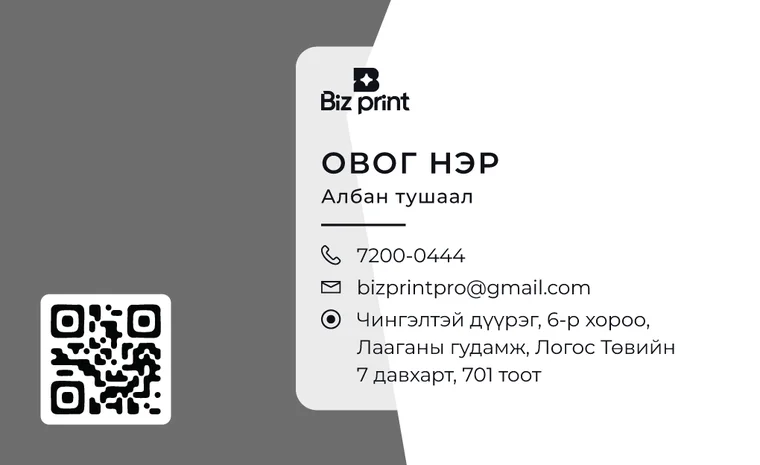 Biz print
ОВОГ НЭР
Албан тушаал
7200-0444
bizprintpro@gmail.com
Чингэлтэй дүүрэг, 6-р хороо,
Лааганы гудамж, Логос Төвийн
7 давхарт, 701 тоот